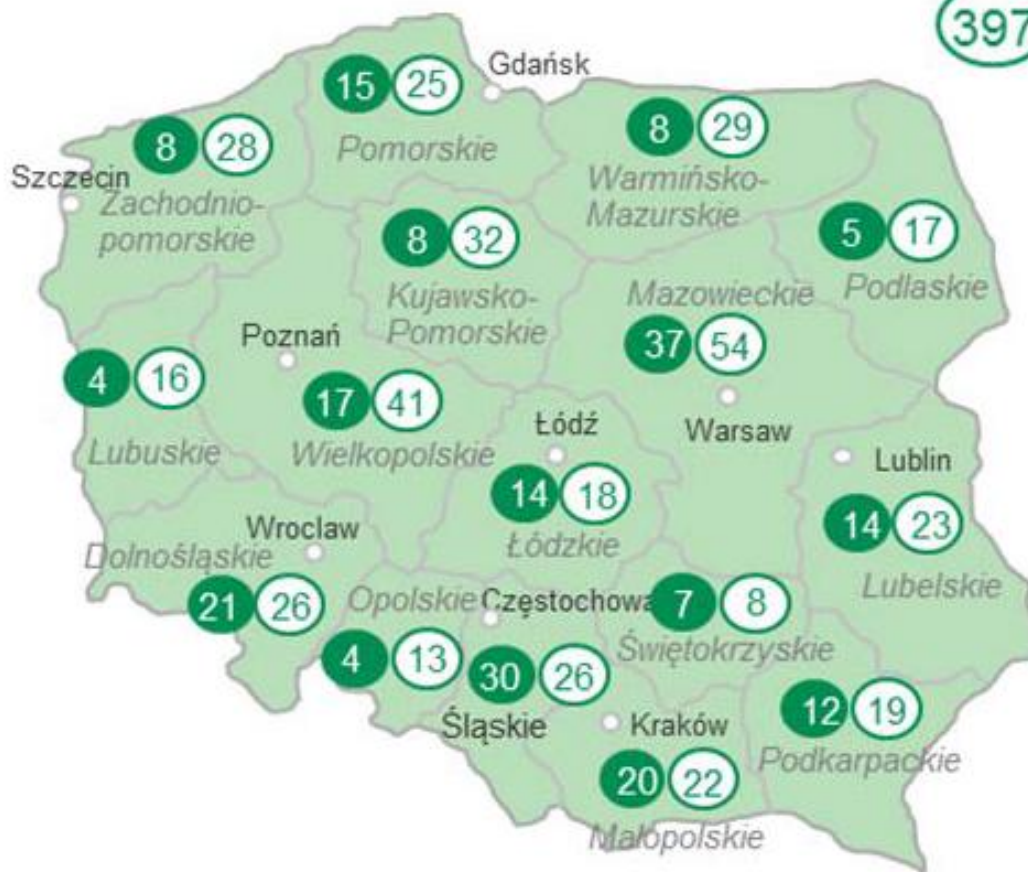 397
15 25
Gdańsk
Pomorskie
8 28
Szczecin
Zachodnio-
pomorskie
8 29
Warmińsko-
Mazurskie
8 32
Kujawsko-
Pomorskie
5 17
Podlaskie
Mazowieckie
37 54
Warsaw
Poznań
4 16
Lubuskie
17 41
Wielkopolskie
Łódź
14 18
Łódzkie
Lublin
14 23
Lubelskie
Wroclaw
Dolnośląskie
21 26
Opolskie
4 13
Częstochowa
7 8
Świętokrzyskie
30 26
Śląskie
Kraków
20 22
Małopolskie
12 19
Podkarpackie